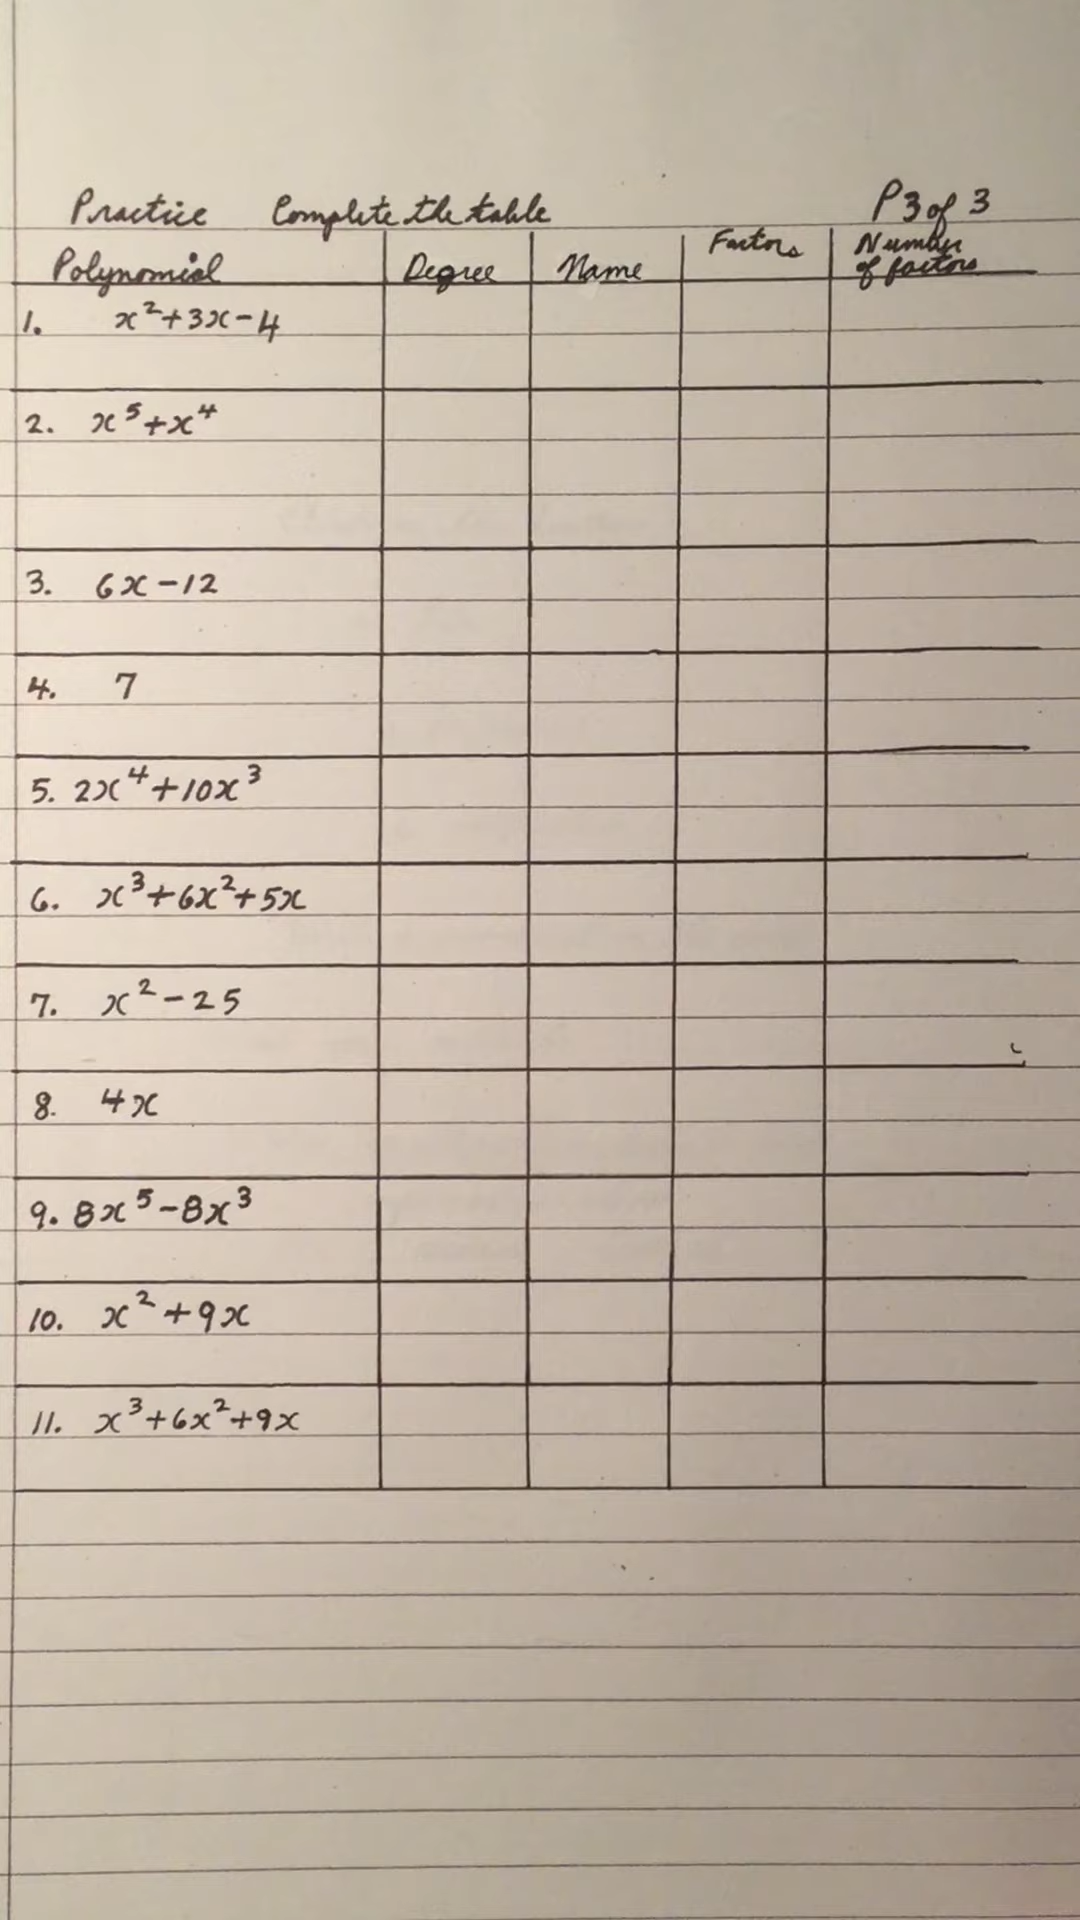 Practice Complete the table P3 of 3
Polynomial Degree Name Factors Number of factors
1. x²+3x-4
2. x⁵+x⁴
3. 6x-12
4. 7
5. 2x⁴+10x³
6. x³+6x²+5x
7. x²-25
8. 4x
9. 8x⁵-8x³
10. x²+9x
11. x³+6x²+9x